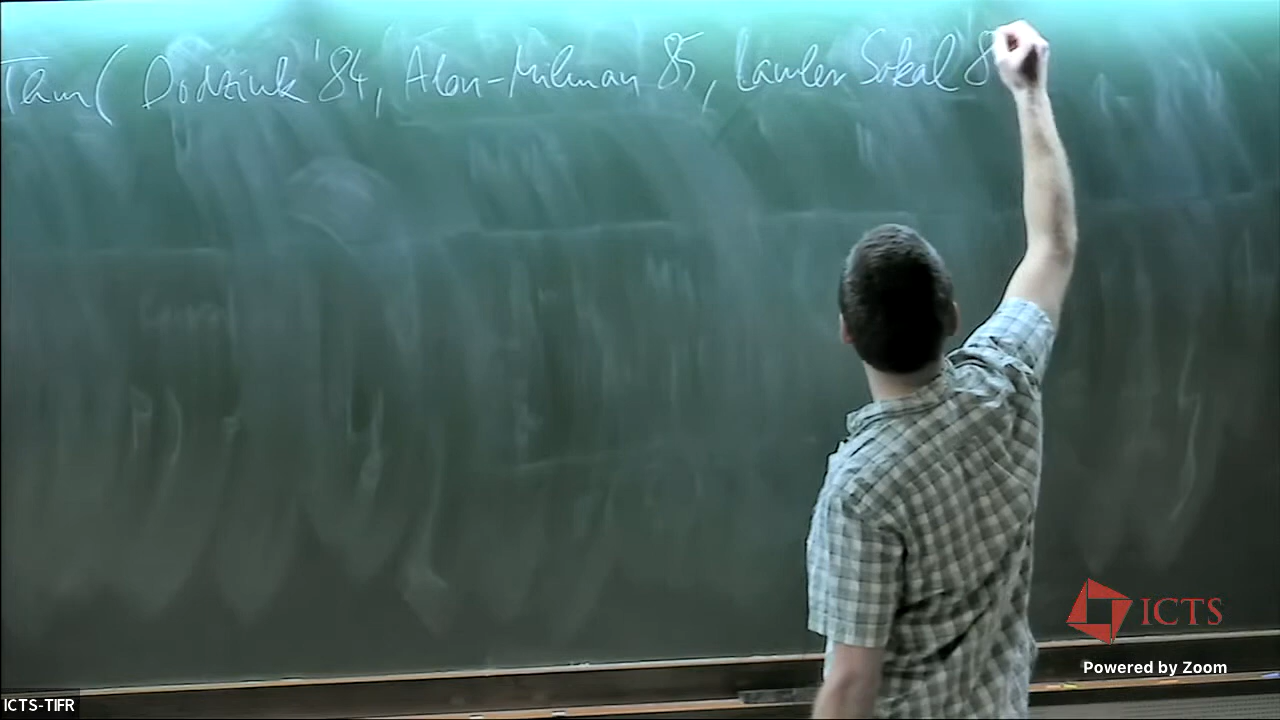 Thm ( Dodziuk '84, Alon-Milman 85, Lawler Sokal '8
ICTS
Powered by Zoom
ICTS-TIFR